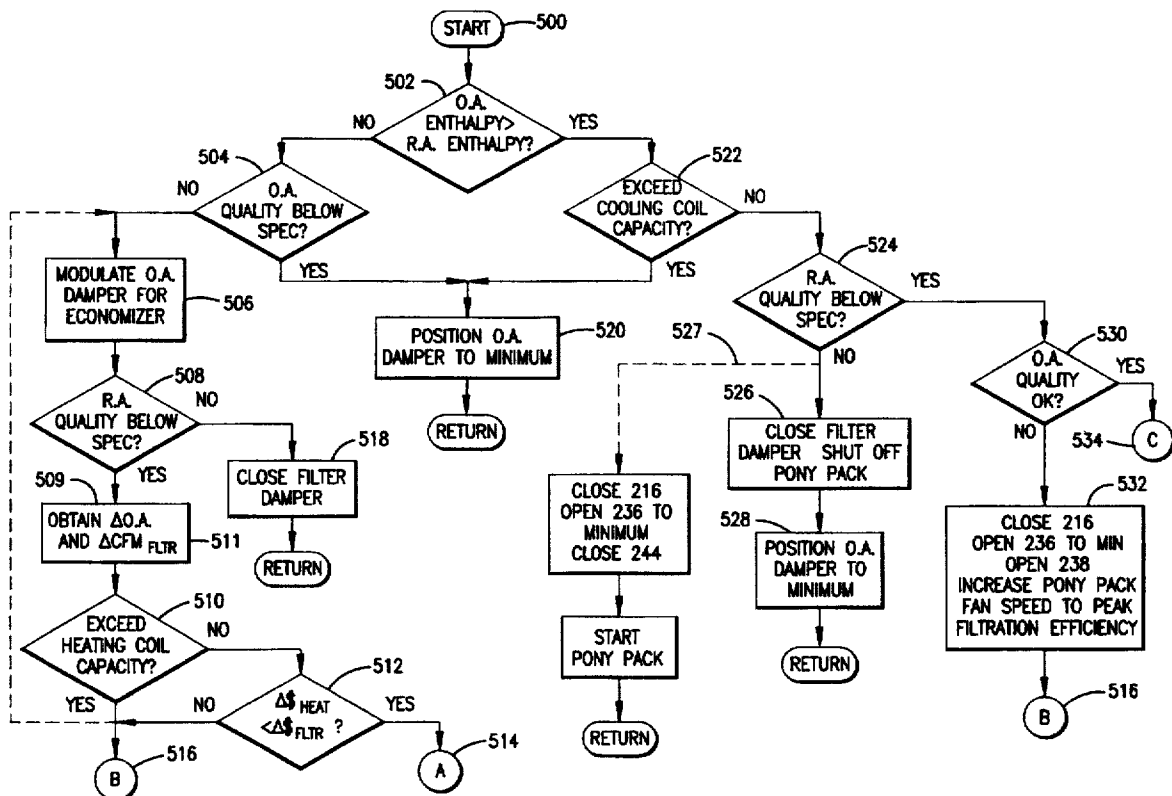 START
500
502
O.A.
ENTHALPY>
R.A. ENTHALPY?
NO
YES
504
O.A.
QUALITY BELOW
SPEC?
NO
YES
522
EXCEED
COOLING COIL
CAPACITY?
NO
YES
MODULATE O.A.
DAMPER FOR
ECONOMIZER
506
POSITION O.A.
DAMPER TO MINIMUM
520
RETURN
524
R.A.
QUALITY BELOW
SPEC?
YES
NO
527
530
O.A.
QUALITY
OK?
YES
NO
C
534
508
R.A.
QUALITY BELOW
SPEC?
NO
YES
518
CLOSE FILTER
DAMPER
RETURN
526
CLOSE FILTER
DAMPER SHUT OFF
PONY PACK
528
POSITION O.A.
DAMPER TO
MINIMUM
RETURN
CLOSE 216
OPEN 236 TO
MINIMUM
CLOSE 244
START
PONY PACK
RETURN
532
CLOSE 216
OPEN 236 TO MIN
OPEN 238
INCREASE PONY PACK
FAN SPEED TO PEAK
FILTRATION EFFICIENCY
B
516
509
OBTAIN ΔO.A.
AND ΔCFM FLTR
511
510
EXCEED
HEATING COIL
CAPACITY?
NO
YES
512
Δ$ HEAT
<Δ$ FLTR ?
NO
YES
B
516
A
514